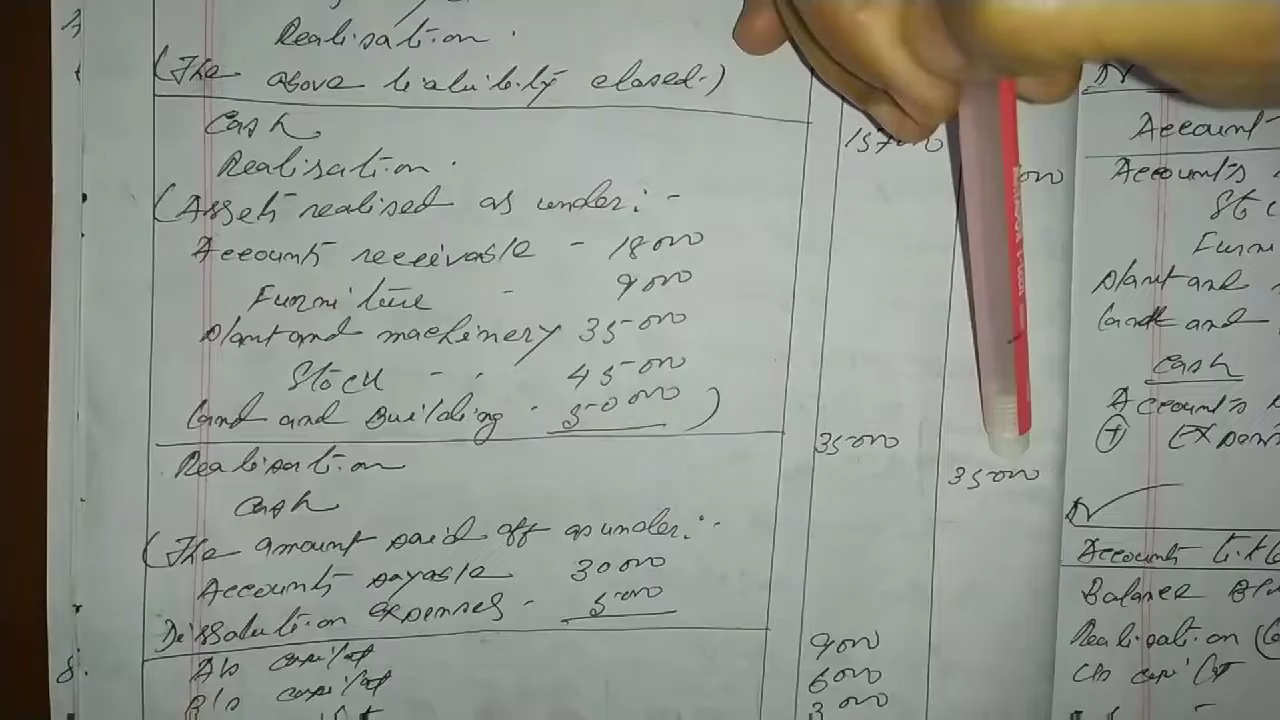 Realisation.
(The above liability closed.)
Cash
157000
Realisation.
(Assets realised as under: -
Accounts receivable - 18000
Furniture - 9000
Plant and machinery 35000
Stock - - 45000
Land and Building - 50000)
Realisation
35000
Cash
35000
(The amount paid off as under:-
Accounts payable 30000
Dissolution expenses - 5000
8.
A's capital
9000
B's capital
6000
3000
Account
Accounts
Furni
Plant and
Land and
Cash
Accounts
(+)
Accounts title
Balance
Realisation
C's capital